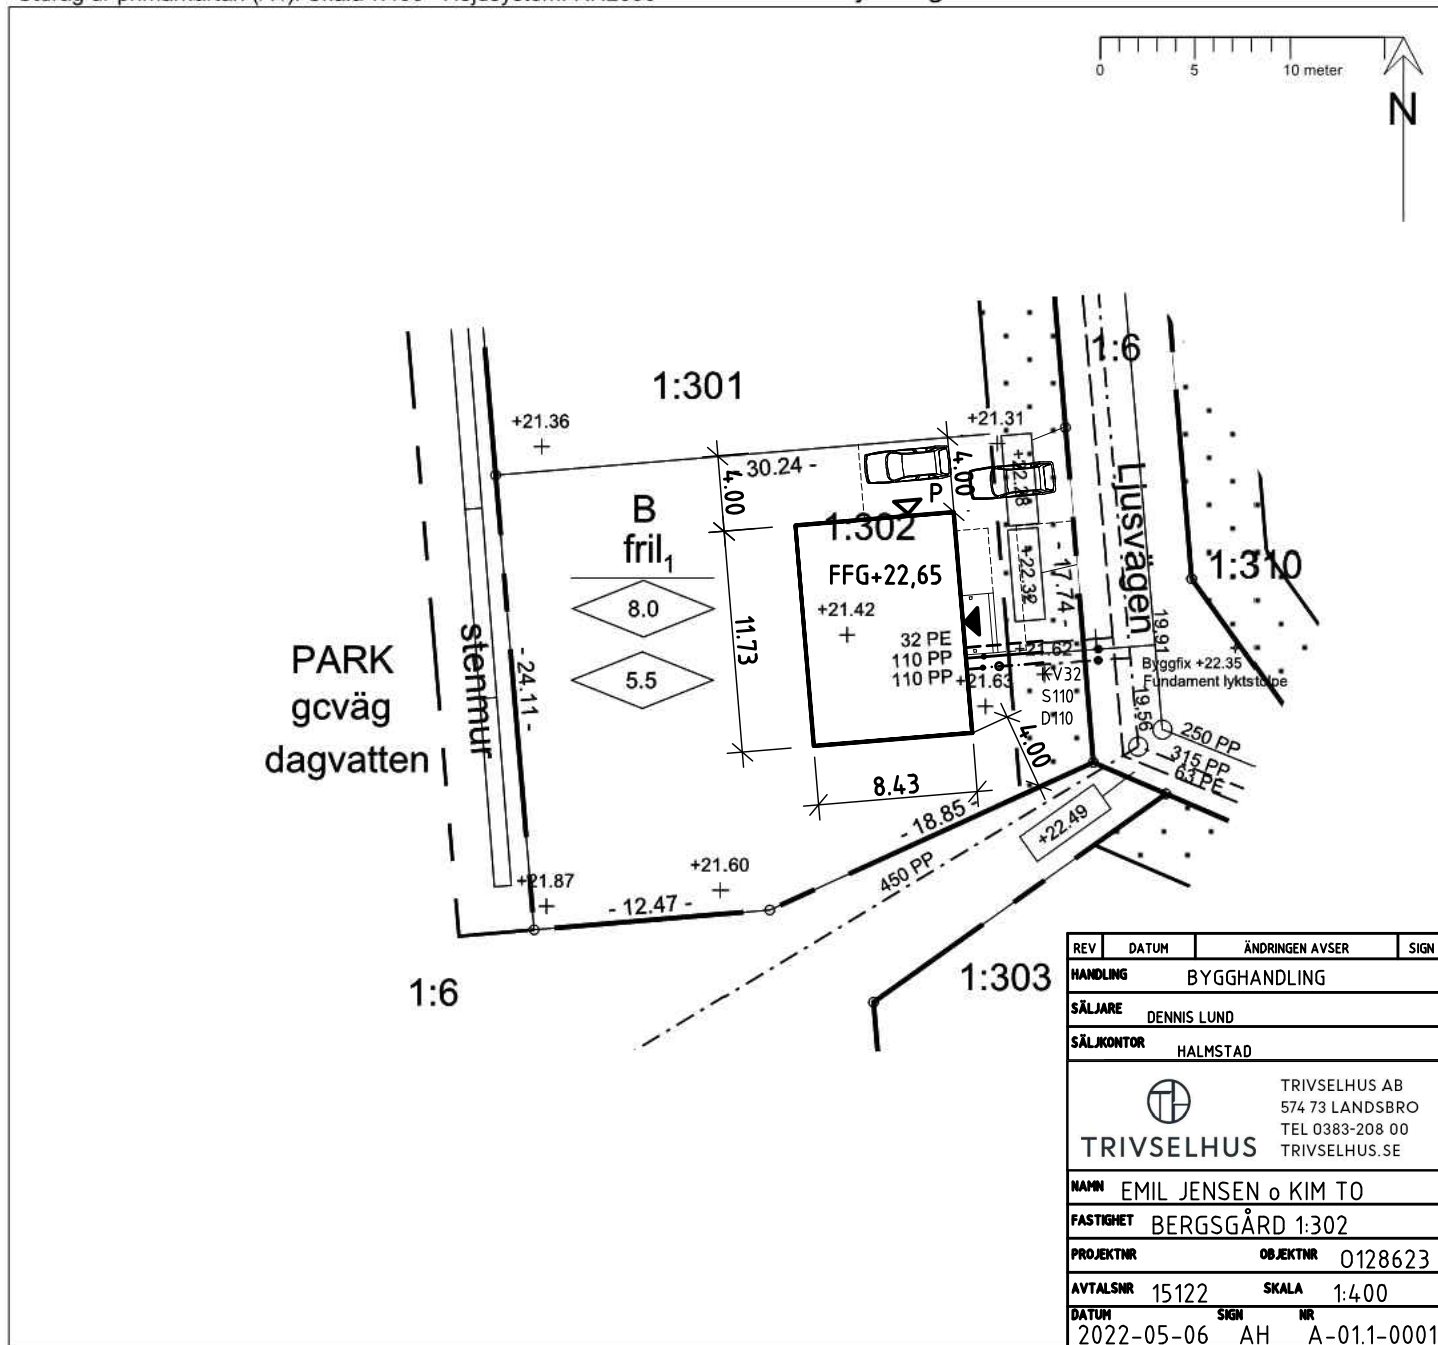 0 5 10 meter
N
1:6
1:301
+21.36
+21.31
30.24 -
4.00
4.00
+22.28
P
B
fril₁
1:302
FFG+22,65
+22.32
- 17.74 -
Ljusvägen
1:310
8.0
+21.42
11.73
5.5
32 PE
110 PP
110 PP
+21.62
+21.63
KV32
S110
D110
19.91
Byggfix +22.35
Fundament lyktstolpe
19.56
PARK
gcväg
dagvatten
stenmur
- 24.11 -
4.00
250 PP
315 PP
63 PE
8.43
- 18.85 -
+22.49
450 PP
+21.87
+21.60
- 12.47 -
1:6
1:303
REV DATUM ÄNDRINGEN AVSER SIGN
HANDLING BYGGHANDLING
SÄLJARE DENNIS LUND
SÄLJKONTOR HALMSTAD
TRIVSELHUS
TRIVSELHUS AB
574 73 LANDSBRO
TEL 0383-208 00
TRIVSELHUS.SE
NAMN EMIL JENSEN o KIM TO
FASTIGHET BERGSGÅRD 1:302
PROJEKTNR OBJEKTNR 0128623
AVTALSNR 15122 SKALA 1:400
DATUM SIGN NR
2022-05-06 AH A-01.1-0001